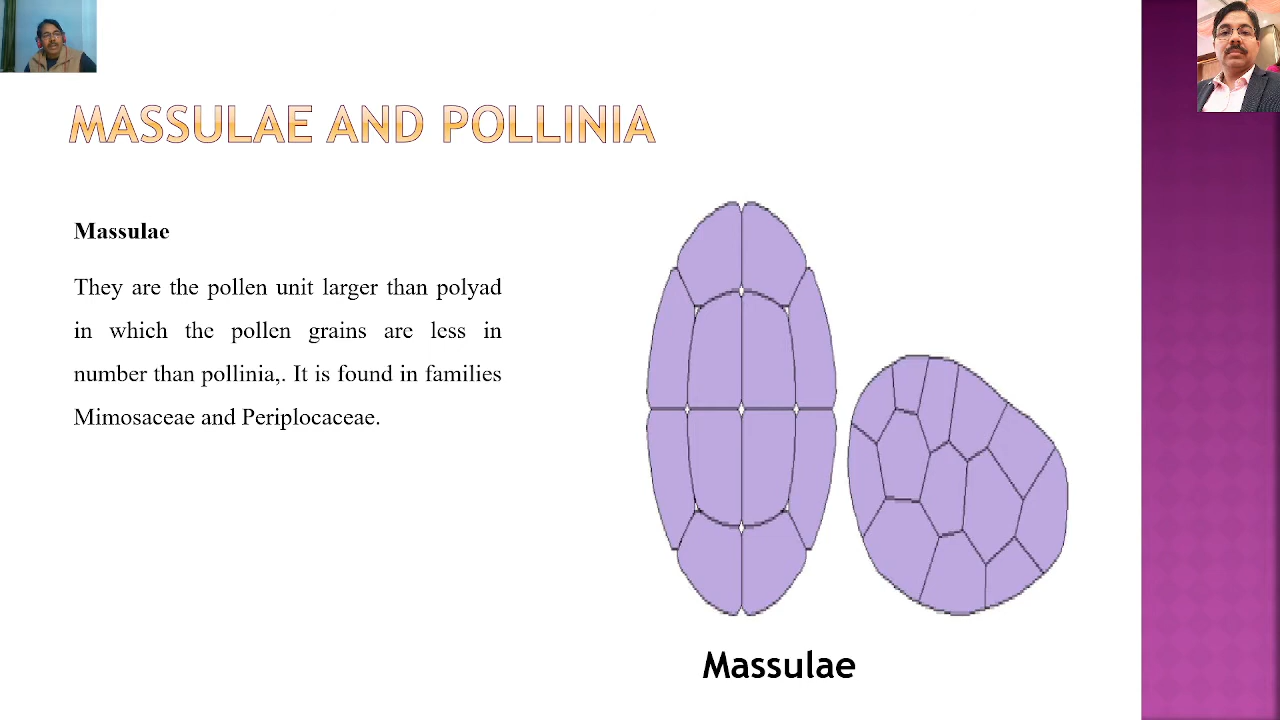 MASSULAE AND POLLINIA
Massulae
They are the pollen unit larger than polyad
in which the pollen grains are less in
number than pollinia,. It is found in families
Mimosaceae and Periplocaceae.
Massulae